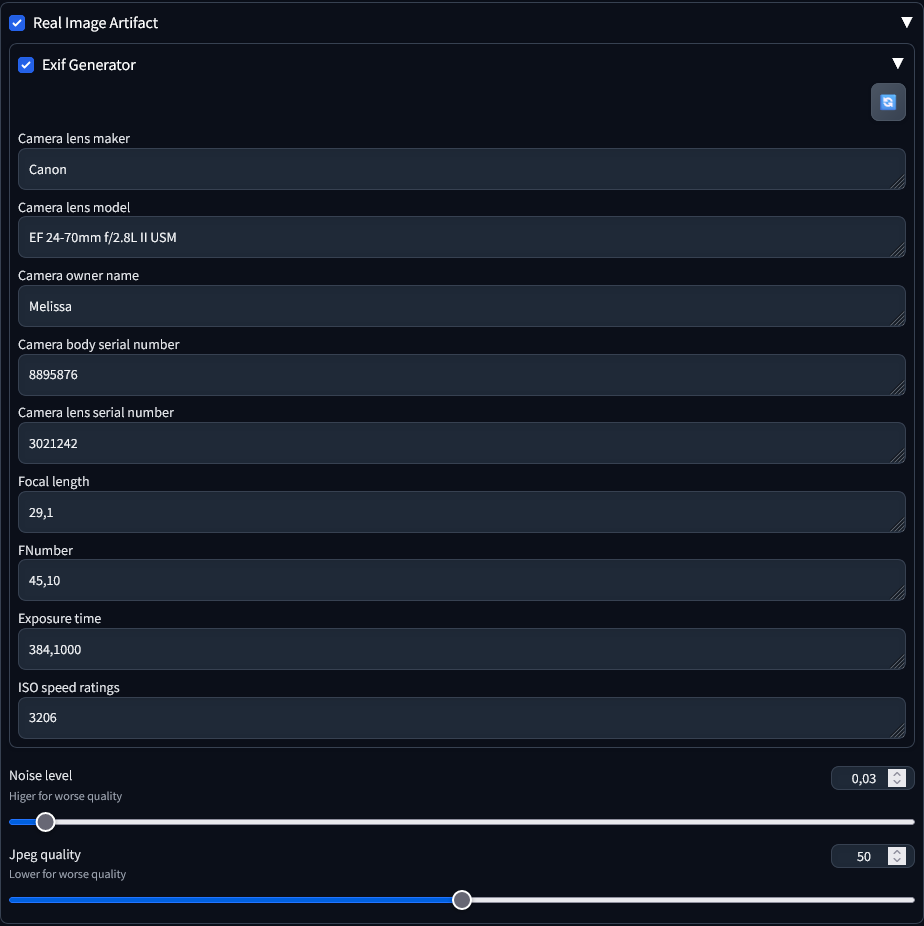 Real Image Artifact
Exif Generator
Camera lens maker
Canon
Camera lens model
EF 24-70mm f/2.8L II USM
Camera owner name
Melissa
Camera body serial number
8895876
Camera lens serial number
3021242
Focal length
29,1
FNumber
45,10
Exposure time
384,1000
ISO speed ratings
3206
Noise level
0,03
Higer for worse quality
Jpeg quality
50
Lower for worse quality